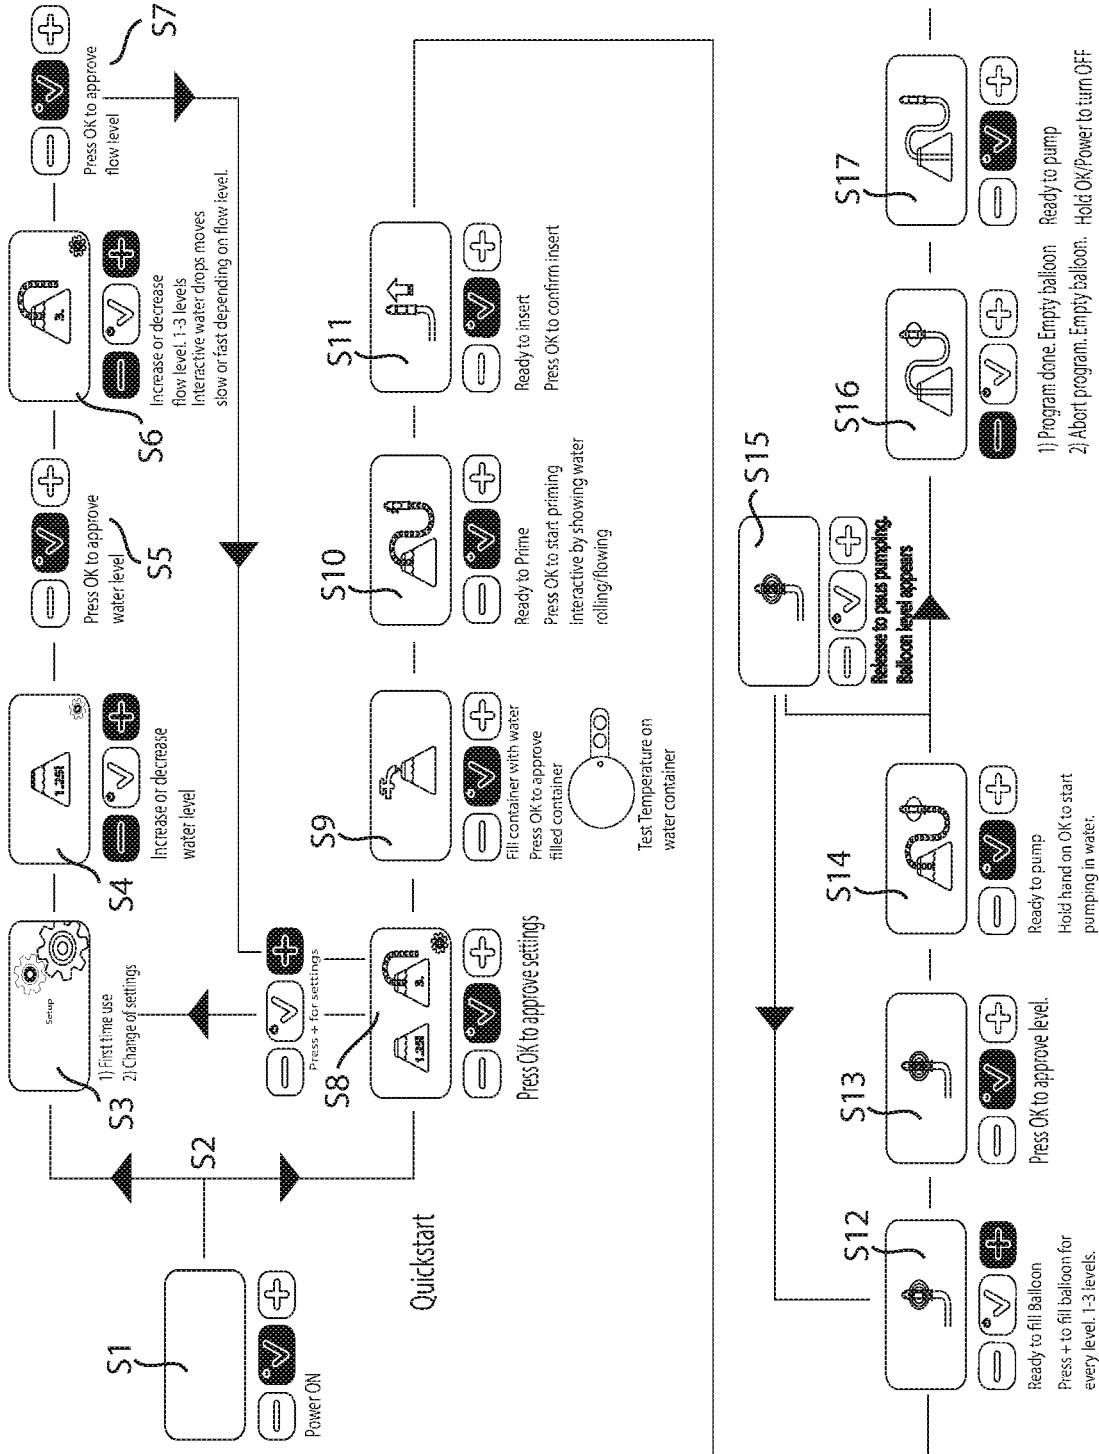 S1
Power ON
S2
Quickstart
S3
Setup
1) First time use
2) Change of settings
S4
1.25l
Increase or decrease
water level
S5
Press OK to approve
water level
S6
3.
Increase or decrease
flow level. 1-3 levels
Interactive water drops moves
slow or fast depending on flow level.
S7
Press OK to approve
flow level
Press + for settings
S8
1.25l
3.
Press OK to approve settings
S9
Fill container with water
Press OK to approve
filled container
Test Temperature on
water container
S10
Ready to Prime
Press OK to start priming
Interactive by showing water
rolling/flowing
S11
Ready to insert
Press OK to confirm insert
S12
Ready to fill Balloon
Press + to fill balloon for
every level. 1-3 levels.
S13
Press OK to approve level.
S14
Ready to pump
Hold hand on OK to start
pumping in water.
S15
Release to paus pumping.
Balloon level appears
S16
1) Program done. Empty balloon
2) Abort program. Empty balloon.
S17
Ready to pump
Hold OK/Power to turn OFF